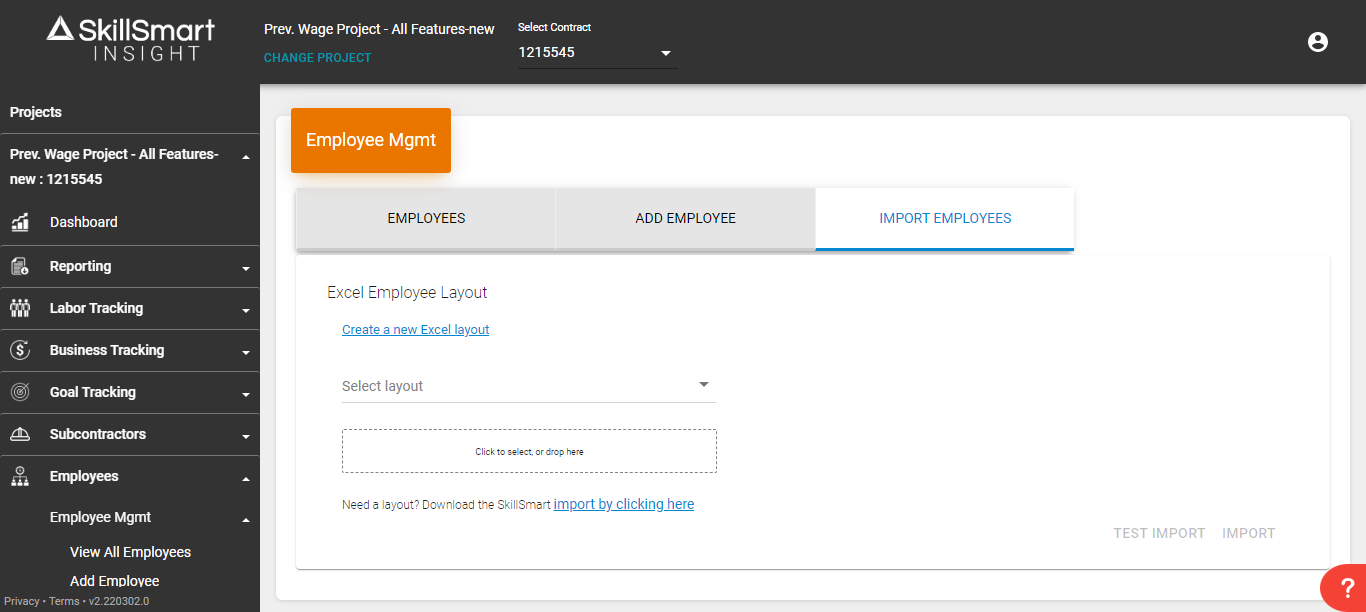 SkillSmart
INSIGHT
Prev. Wage Project - All Features-new
CHANGE PROJECT
Select Contract
1215545
Projects
Prev. Wage Project - All Features-
new : 1215545
Dashboard
Reporting
Labor Tracking
Business Tracking
Goal Tracking
Subcontractors
Employees
Employee Mgmt
View All Employees
Add Employee
Privacy • Terms • v2.220302.0
Employee Mgmt
EMPLOYEES
ADD EMPLOYEE
IMPORT EMPLOYEES
Excel Employee Layout
Create a new Excel layout
Select layout
Click to select, or drop here
Need a layout? Download the SkillSmart import by clicking here
TEST IMPORT
IMPORT
?